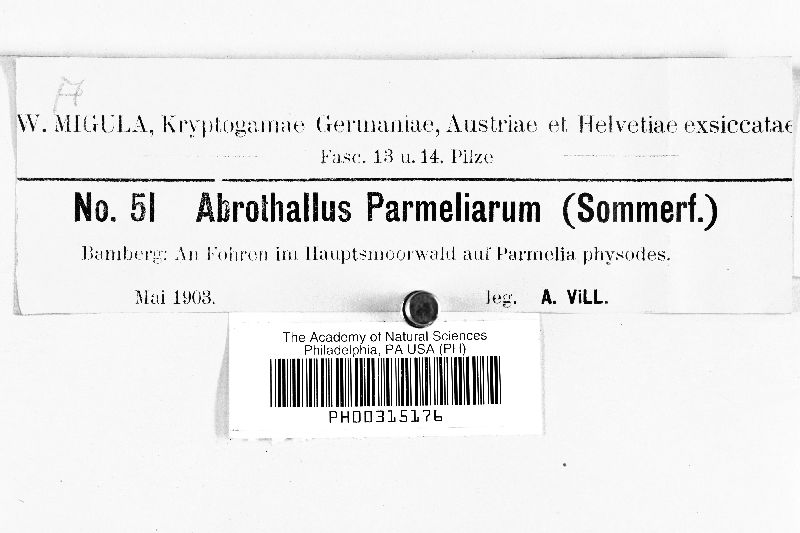 W. MIGULA, Kryptogamae Germaniae, Austriae et Helvetiae exsiccatae
Fasc. 13 u. 14. Pilze
No. 51 Abrothallus Parmeliarum (Sommerf.)
Bamberg: An Föhren im Hauptsmoorwald auf Parmelia physodes.
Mai 1903. leg. A. ViLL.
The Academy of Natural Sciences
Philadelphia, PA USA (PH)
PH00315176